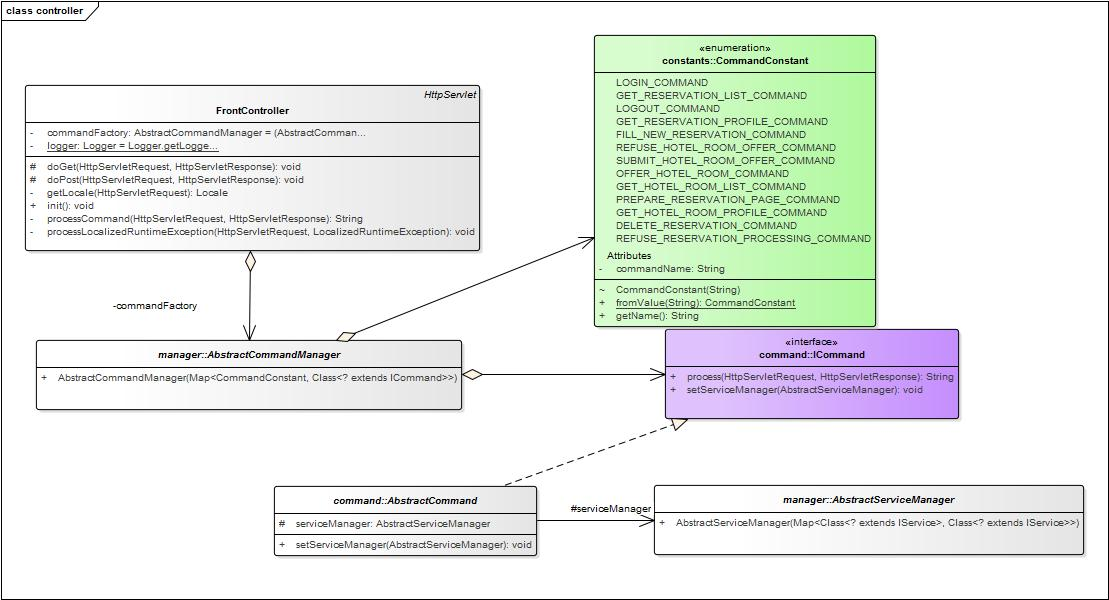 class controller
HttpServlet
FrontController
- commandFactory: AbstractCommandManager = (AbstractComman...
- logger: Logger = Logger.getLogge...
# doGet(HttpServletRequest, HttpServletResponse): void
# doPost(HttpServletRequest, HttpServletResponse): void
- getLocale(HttpServletRequest): Locale
+ init(): void
- processCommand(HttpServletRequest, HttpServletResponse): String
- processLocalizedRuntimeException(HttpServletRequest, LocalizedRuntimeException): void
«enumeration»
constants::CommandConstant
LOGIN_COMMAND
GET_RESERVATION_LIST_COMMAND
LOGOUT_COMMAND
GET_RESERVATION_PROFILE_COMMAND
FILL_NEW_RESERVATION_COMMAND
REFUSE_HOTEL_ROOM_OFFER_COMMAND
SUBMIT_HOTEL_ROOM_OFFER_COMMAND
OFFER_HOTEL_ROOM_COMMAND
GET_HOTEL_ROOM_LIST_COMMAND
PREPARE_RESERVATION_PAGE_COMMAND
GET_HOTEL_ROOM_PROFILE_COMMAND
DELETE_RESERVATION_COMMAND
REFUSE_RESERVATION_PROCESSING_COMMAND
Attributes
- commandName: String
~ CommandConstant(String)
+ fromValue(String): CommandConstant
+ getName(): String
-commandFactory
manager::AbstractCommandManager
+ AbstractCommandManager(Map<CommandConstant, Class<? extends ICommand>>)
«interface»
command::ICommand
+ process(HttpServletRequest, HttpServletResponse): String
+ setServiceManager(AbstractServiceManager): void
command::AbstractCommand
# serviceManager: AbstractServiceManager
+ setServiceManager(AbstractServiceManager): void
#serviceManager
manager::AbstractServiceManager
+ AbstractServiceManager(Map<Class<? extends IService>, Class<? extends IService>>)